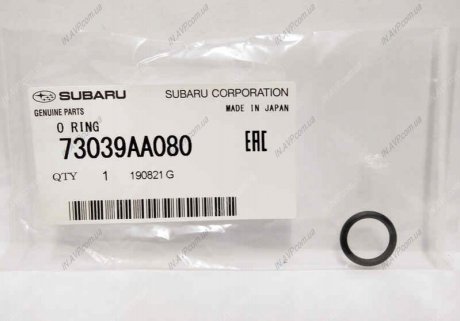 SUBARU SUBARU CORPORATION
GENUINE PARTS MADE IN JAPAN
O RING
73039AA080 EAC
QTY 1 190821 G